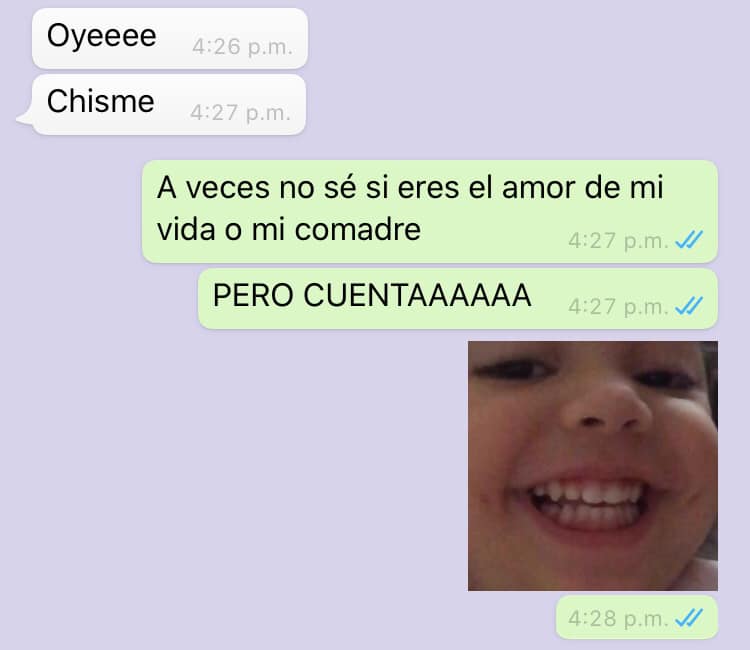 Oyeeee 4:26 p.m.
Chisme 4:27 p.m.
A veces no sé si eres el amor de mi
vida o mi comadre 4:27 p.m.
PERO CUENTAAAAAA 4:27 p.m.
4:28 p.m.